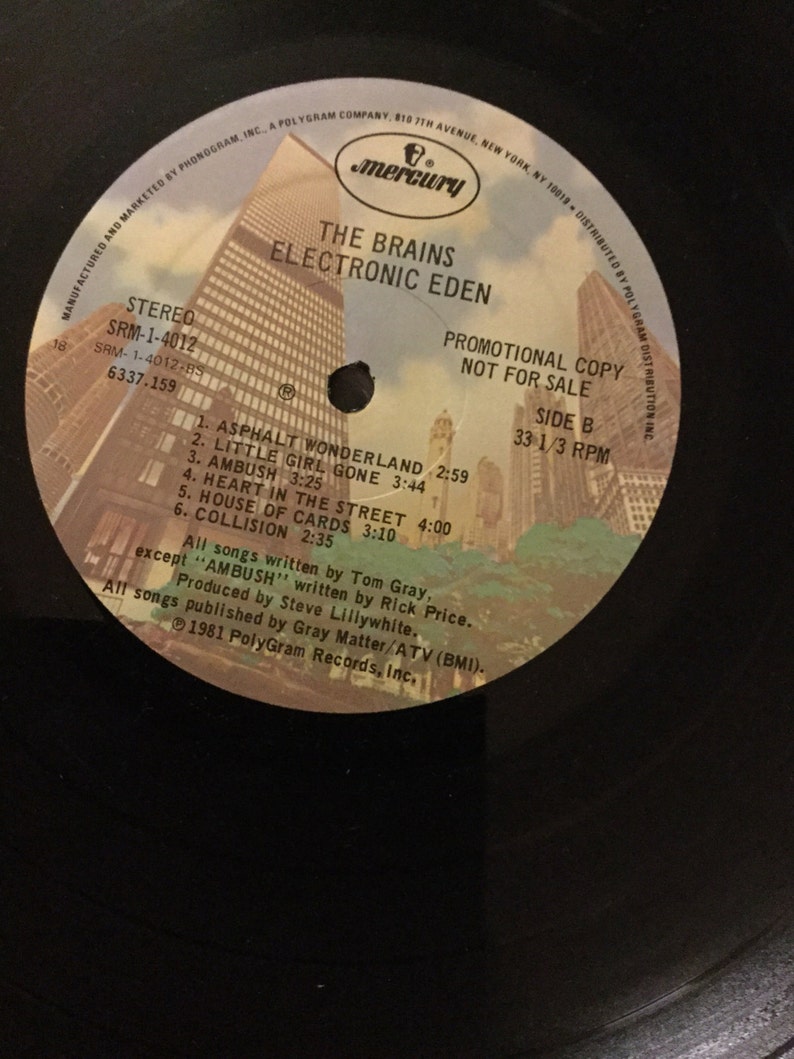 MANUFACTURED AND MARKETED BY PHONOGRAM, INC., A POLYGRAM COMPANY, 810 7TH AVENUE, NEW YORK, NY 10019 • DISTRIBUTED BY POLYGRAM DISTRIBUTION INC.
mercury ®
THE BRAINS
ELECTRONIC EDEN
STEREO
SRM-1-4012
18 SRM-1-4012-BS
6337.159
PROMOTIONAL COPY
NOT FOR SALE
SIDE B
33 1/3 RPM
Ⓡ
1. ASPHALT WONDERLAND 2:59
2. LITTLE GIRL GONE 3:44
3. AMBUSH 3:25
4. HEART IN THE STREET 4:00
5. HOUSE OF CARDS 3:10
6. COLLISION 2:35
All songs written by Tom Gray,
except "AMBUSH" written by Rick Price.
Produced by Steve Lillywhite.
All songs published by Gray Matter/ATV (BMI).
℗ 1981 PolyGram Records, Inc.